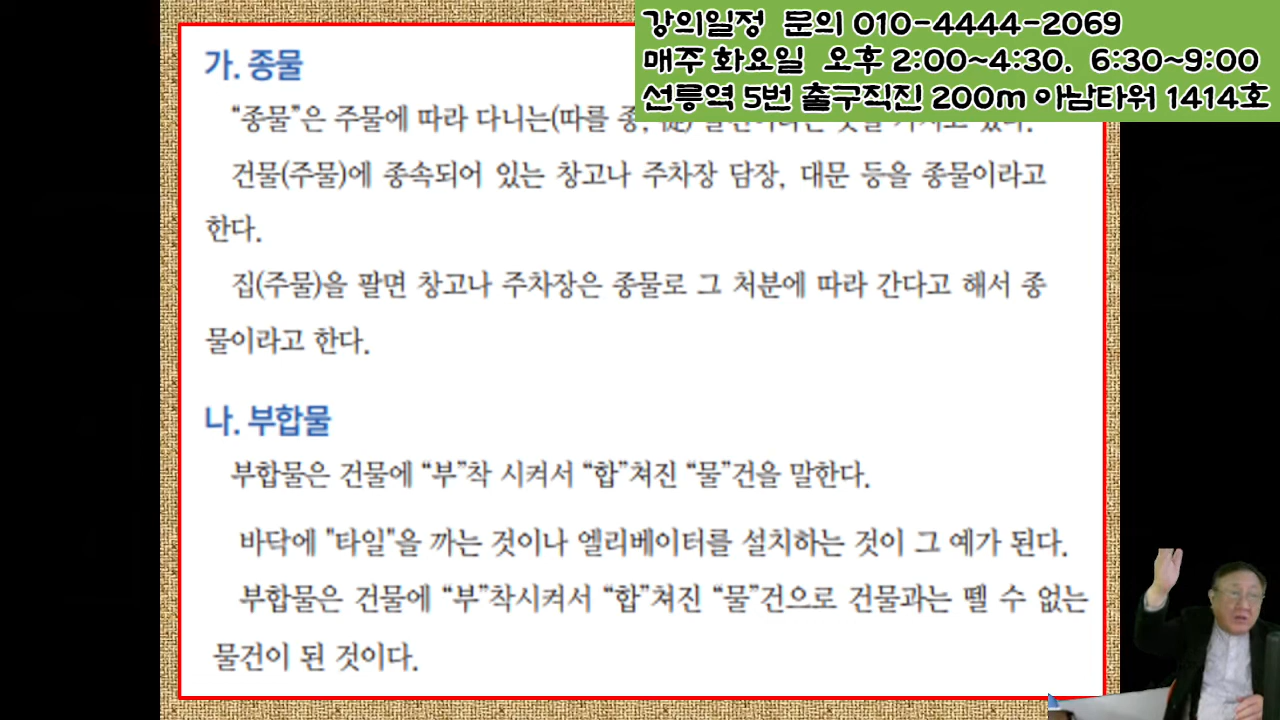 강의일정 문의 010-4444-2069
매주 화요일 오후 2:00~4:30. 6:30~9:00
선릉역 5번 출구직진 200m 아남타워 1414호
가. 종물
“종물”은 주물에 따라 다니는(따를 종,
건물(주물)에 종속되어 있는 창고나 주차장 담장, 대문 등을 종물이라고
한다.
집(주물)을 팔면 창고나 주차장은 종물로 그 처분에 따라 간다고 해서 종
물이라고 한다.
나. 부합물
부합물은 건물에 “부”착 시켜서 “합”쳐진 “물”건을 말한다.
바닥에 "타일"을 까는 것이나 엘리베이터를 설치하는 것이 그 예가 된다.
부합물은 건물에 “부”착시켜서 “합”쳐진 “물”건으로 건물과는 뗄 수 없는
물건이 된 것이다.